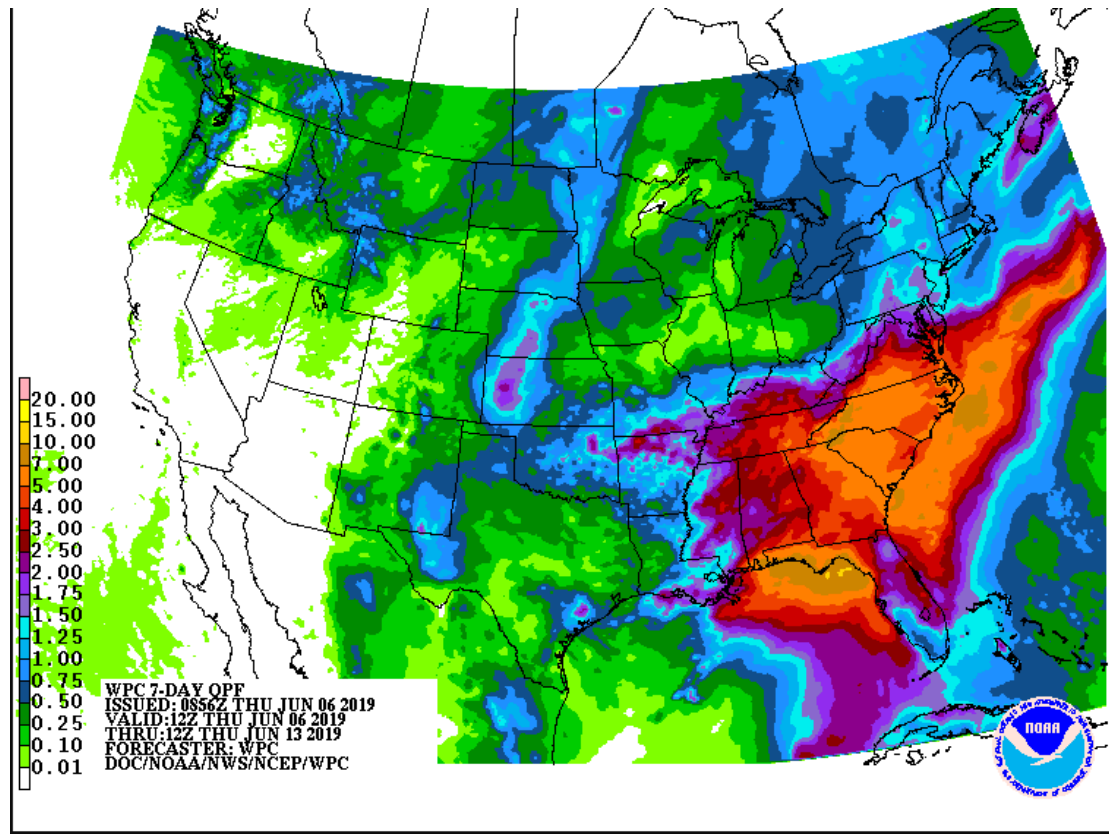 20.00
15.00
10.00
7.00
5.00
4.00
3.00
2.50
2.00
1.75
1.50
1.25
1.00
0.75
0.50
0.25
0.10
0.01
WPC 7-DAY QPF
ISSUED: 0856Z THU JUN 06 2019
VALID:12Z THU JUN 06 2019
THRU:12Z THU JUN 13 2019
FORECASTER: WPC
DOC/NOAA/NWS/NCEP/WPC
NOAA